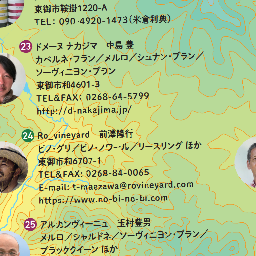 東御市鞍掛1220-A
TEL: 090-4920-1473(米倉利典)
23 ドメーヌ ナカジマ 中島 豊
カベルネ・フラン/メルロ/シュナン・ブラン/
ソーヴィニヨン・ブラン
東御市和4601-3
TEL&FAX: 0268-64-5799
http://d-nakajima.jp/
24 Ro_vineyard 前澤隆行
ピノ・グリ/ピノ・ノワール/リースリング ほか
東御市和6707-1
TEL&FAX: 0268-84-0065
E-mail: t-maezawa@rovineyard.com
https://www.no-bi-no-bi.com
25 アルカンヴィーニュ 玉村豊男
メルロ/シャルドネ/ソーヴィニヨン・ブラン/
ブラッククイーン ほか